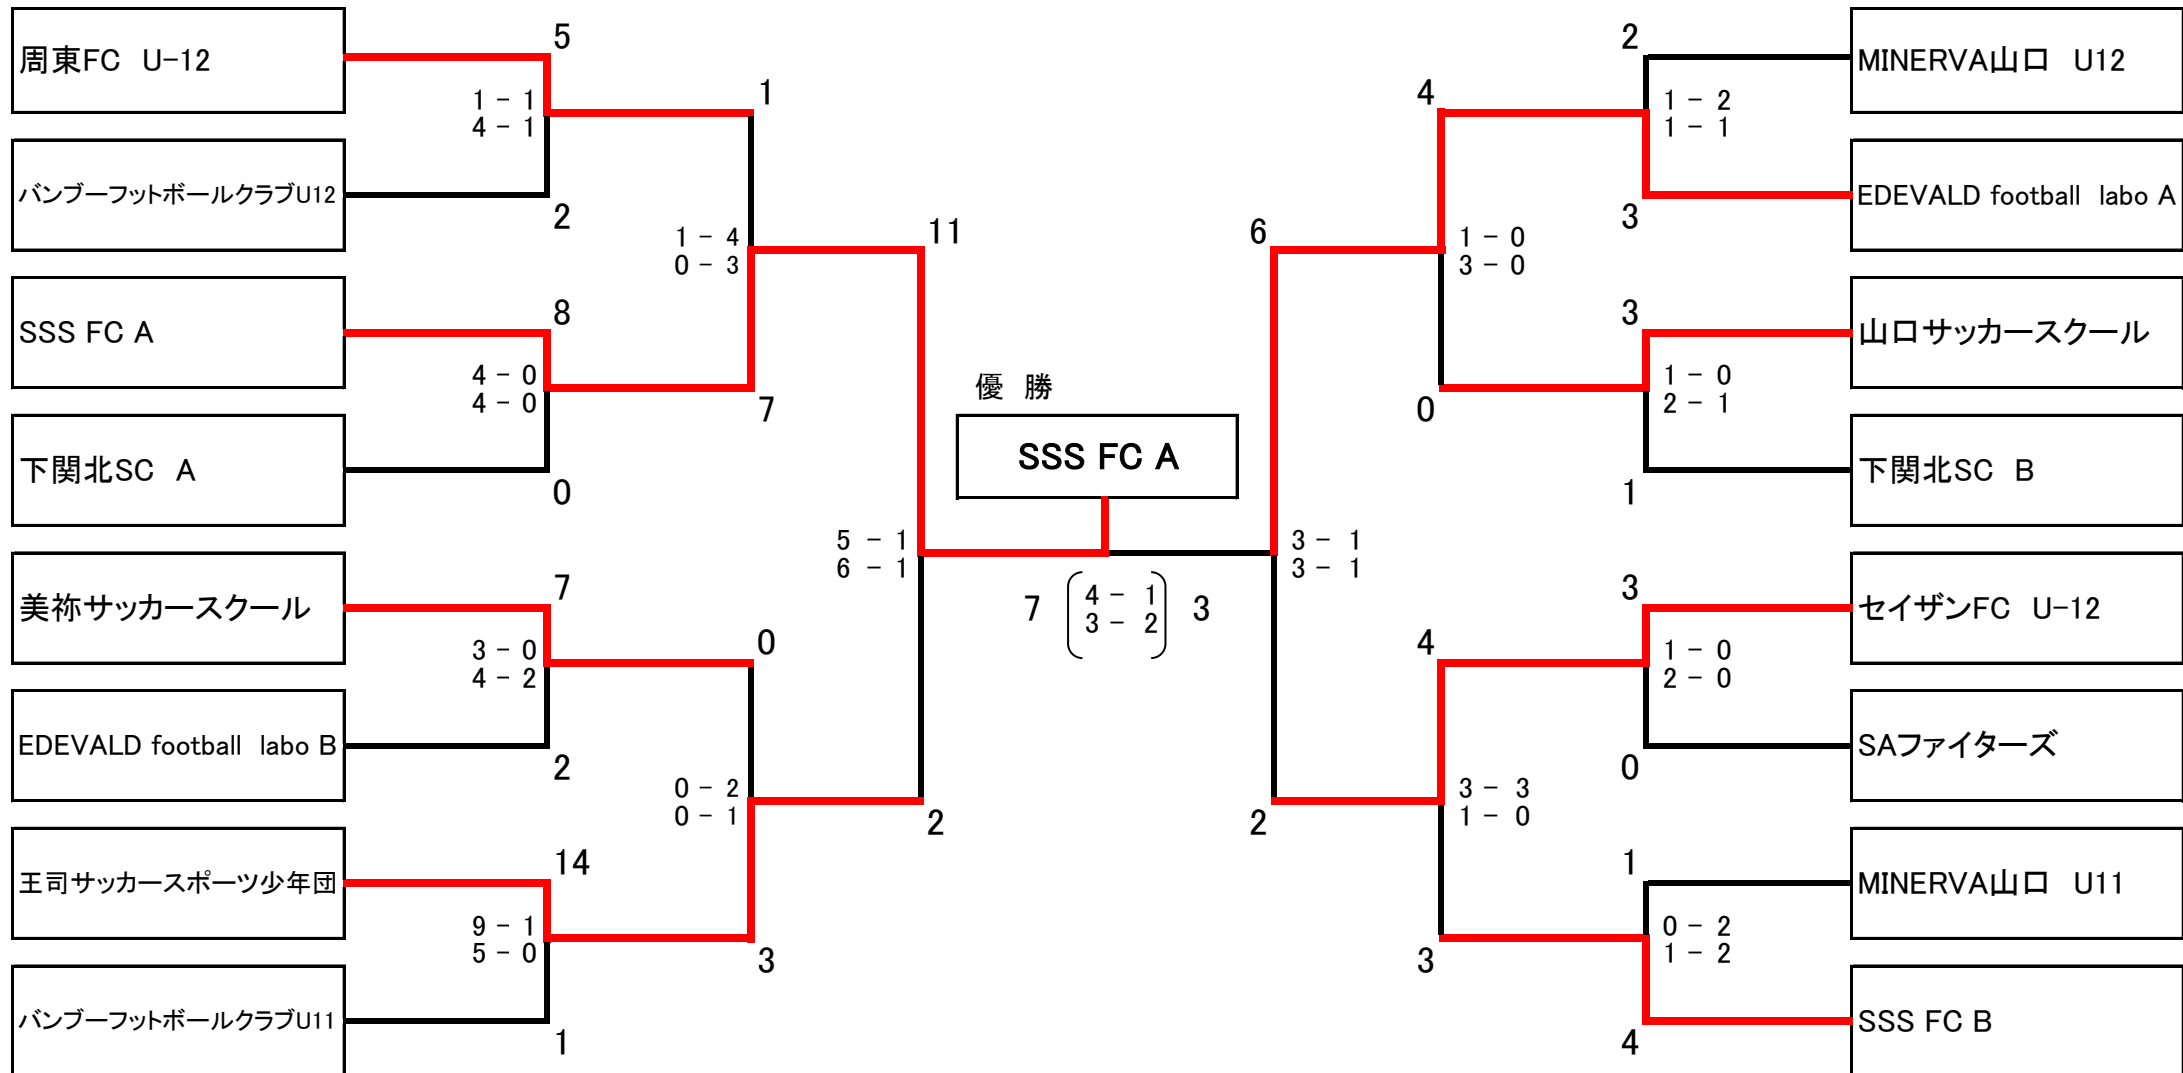 周東FC　U-12
5
1 - 1
4 - 1
バンブーフットボールクラブU12
2
1
1 - 4
0 - 3
SSS FC A
8
4 - 0
4 - 0
下関北SC　A
0
7
11
美祢サッカースクール
7
3 - 0
4 - 2
EDEVALD football labo B
2
0
0 - 2
0 - 1
王司サッカースポーツ少年団
14
9 - 1
5 - 0
バンブーフットボールクラブU11
1
3
2
5 - 1
6 - 1
優 勝
SSS FC A
7
4 - 1
3 - 2
3
6
3 - 1
3 - 1
2
4
1 - 0
3 - 0
0
2
MINERVA山口　U12
1 - 2
1 - 1
3
EDEVALD football labo A
3
山口サッカースクール
1 - 0
2 - 1
1
下関北SC　B
4
3 - 3
1 - 0
3
3
セイザンFC　U-12
1 - 0
2 - 0
0
SAファイターズ
1
MINERVA山口　U11
0 - 2
1 - 2
4
SSS FC B